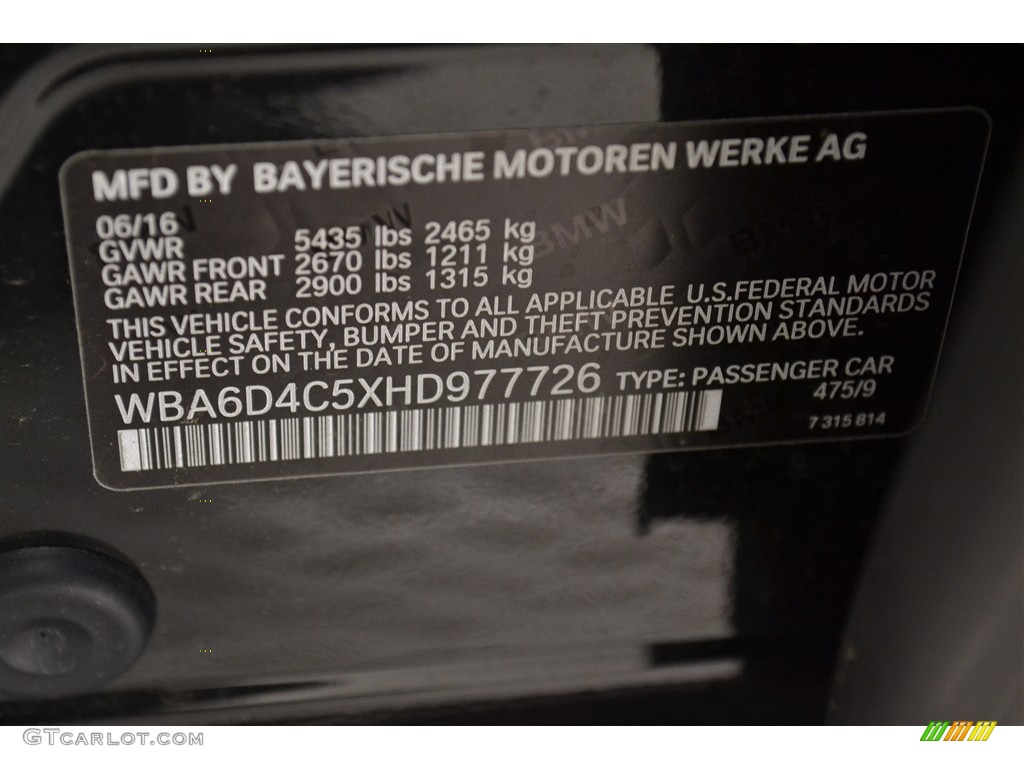 MFD BY BAYERISCHE MOTOREN WERKE AG
06/16
GVWR 5435 lbs 2465 kg
GAWR FRONT 2670 lbs 1211 kg
GAWR REAR 2900 lbs 1315 kg
THIS VEHICLE CONFORMS TO ALL APPLICABLE U.S.FEDERAL MOTOR
VEHICLE SAFETY, BUMPER AND THEFT PREVENTION STANDARDS
IN EFFECT ON THE DATE OF MANUFACTURE SHOWN ABOVE.
WBA6D4C5XHD977726 TYPE: PASSENGER CAR
475/9
7 315 814
BMW
GTCarlot.com